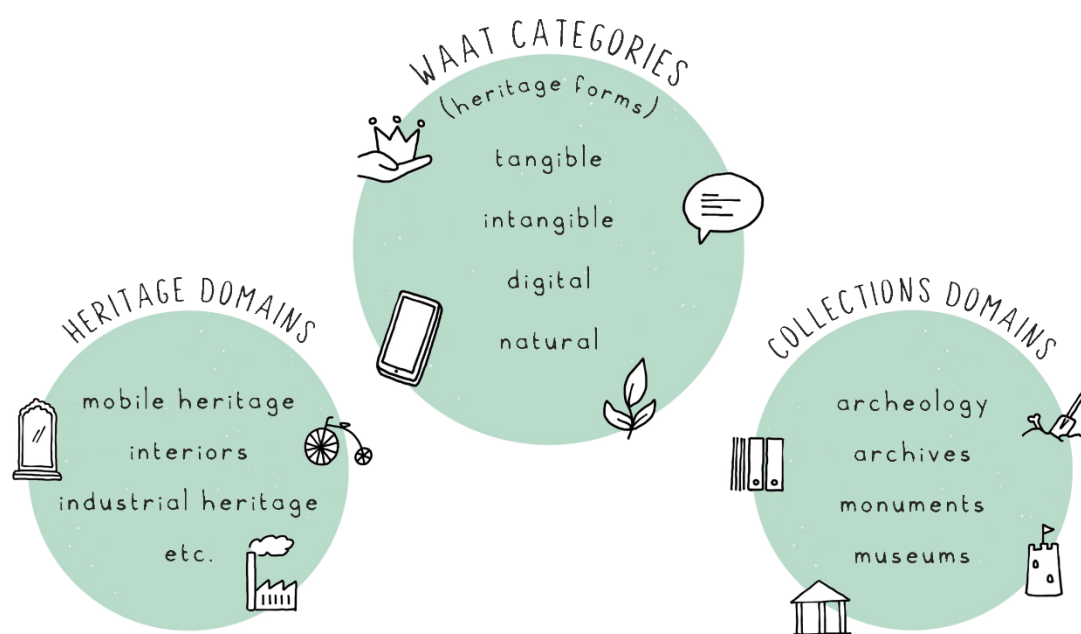 WAAT CATEGORIES
(heritage forms)
tangible
intangible
digital
natural
HERITAGE DOMAINS
mobile heritage
interiors
industrial heritage
etc.
COLLECTIONS DOMAINS
archeology
archives
monuments
museums